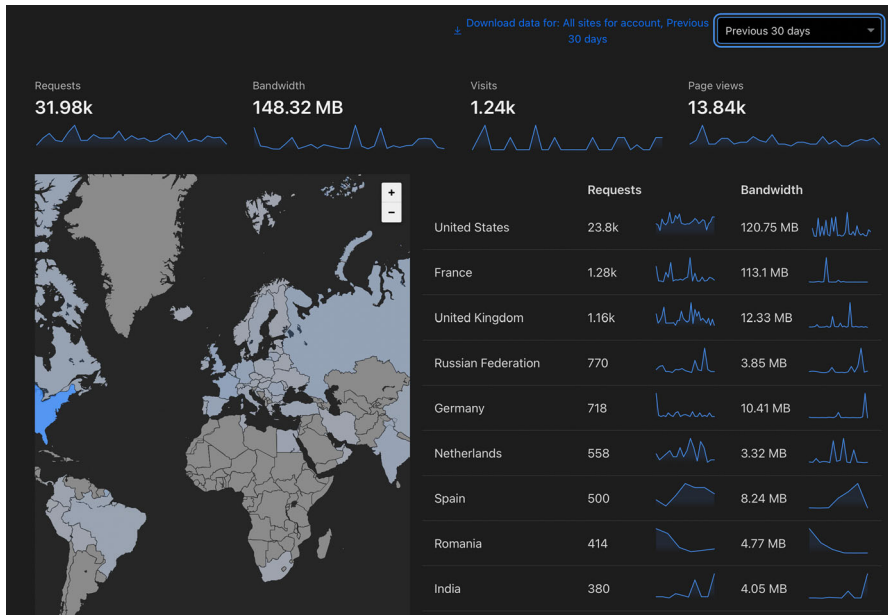 Download data for: All sites for account, Previous
30 days
Previous 30 days
Requests
31.98k
Bandwidth
148.32 MB
Visits
1.24k
Page views
13.84k
+
−
Requests Bandwidth
United States 23.8k 120.75 MB
France 1.28k 113.1 MB
United Kingdom 1.16k 12.33 MB
Russian Federation 770 3.85 MB
Germany 718 10.41 MB
Netherlands 558 3.32 MB
Spain 500 8.24 MB
Romania 414 4.77 MB
India 380 4.05 MB